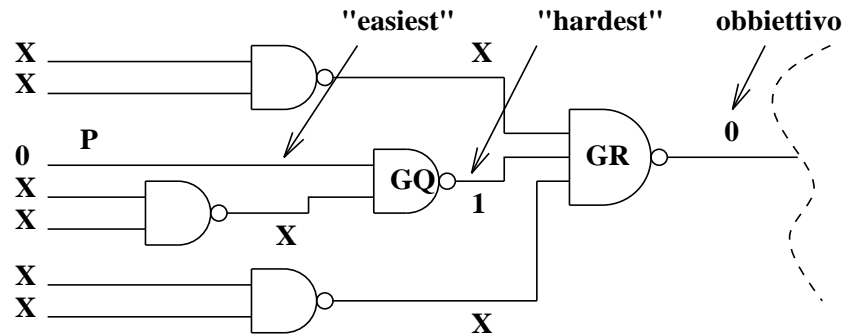 "easiest" "hardest" obbiettivo
X X
X
P 0
0 GQ GR
X 1
X X
X
X X